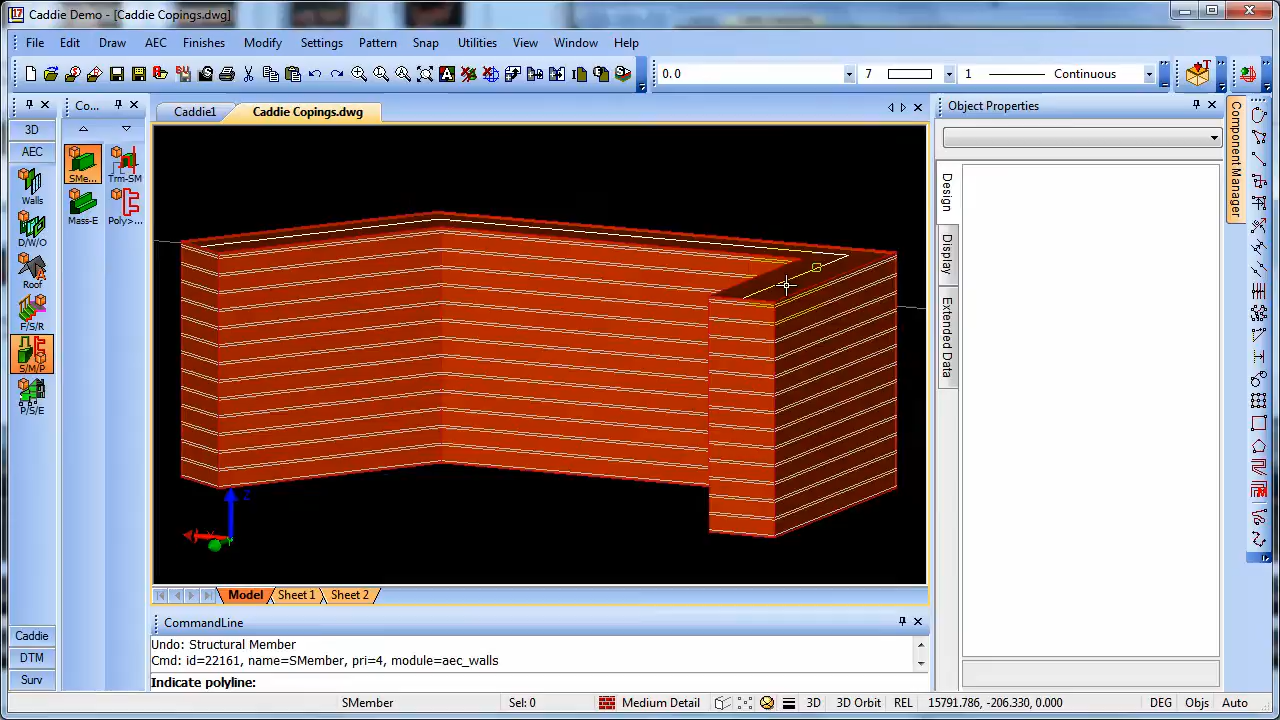 Caddie Demo - [Caddie Copings.dwg]
File Edit Draw AEC Finishes Modify Settings Pattern Snap Utilities View Window Help
0.0 7 1 Continuous
Co... Caddie1 Caddie Copings.dwg Object Properties
3D
AEC
SMe... Trm-SM
Walls Mass-E Poly>...
D/W/O
Roof
F/S/R
S/M/P
P/S/E
Design
Display
Extended Data
Component Manager
Z
Model Sheet 1 Sheet 2
CommandLine
Caddie Undo: Structural Member
DTM Cmd: id=22161, name=SMember, pri=4, module=aec_walls
Surv Indicate polyline:
SMember Sel: 0 Medium Detail 3D 3D Orbit REL 15791.786, -206.330, 0.000 DEG Objs Auto